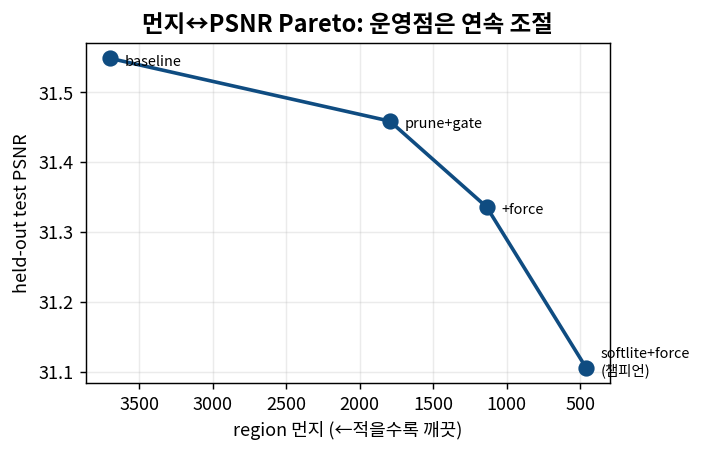 먼지↔PSNR Pareto: 운영점은 연속 조절
held-out test PSNR
31.5
31.4
31.3
31.2
31.1
baseline
prune+gate
+force
softlite+force
(챔피언)
3500
3000
2500
2000
1500
1000
500
region 먼지 (←적을수록 깨끗)